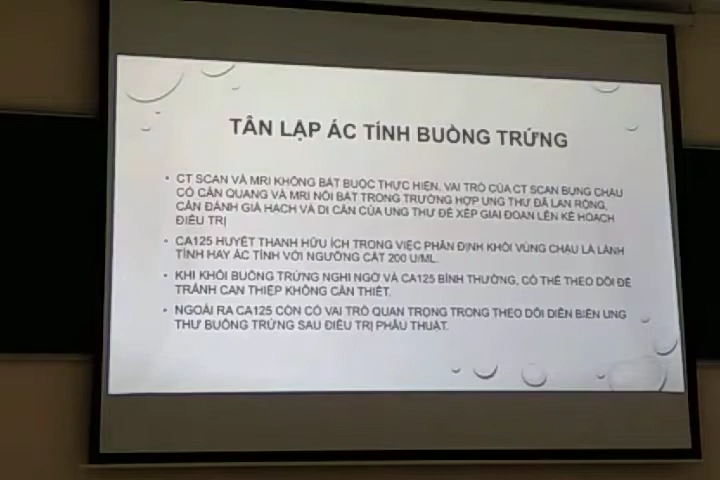 TÂN LẬP ÁC TÍNH BUỒNG TRỨNG
• CT SCAN VÀ MRI KHÔNG BẮT BUỘC THỰC HIỆN, VAI TRÒ CỦA CT SCAN BỤNG CHẬU
CÓ CẢN QUANG VÀ MRI NỔI BẬT TRONG TRƯỜNG HỢP UNG THƯ ĐÃ LAN RỘNG,
CẦN ĐÁNH GIÁ HẠCH VÀ DI CĂN CỦA UNG THƯ ĐỂ XẾP GIAI ĐOẠN LÊN KẾ HOẠCH
ĐIỀU TRỊ
• CA125 HUYẾT THANH HỮU ÍCH TRONG VIỆC PHÂN ĐỊNH KHỐI VÙNG CHẬU LÀ LÀNH
TÍNH HAY ÁC TÍNH VỚI NGƯỠNG CẮT 200 U/ML.
• KHI KHỐI BUỒNG TRỨNG NGHI NGỜ VÀ CA125 BÌNH THƯỜNG, CÓ THỂ THEO DÕI ĐỂ
TRÁNH CAN THIỆP KHÔNG CẦN THIẾT.
• NGOÀI RA CA125 CÒN CÓ VAI TRÒ QUAN TRỌNG TRONG THEO DÕI DIỄN BIẾN UNG
THƯ BUỒNG TRỨNG SAU ĐIỀU TRỊ PHẪU THUẬT.